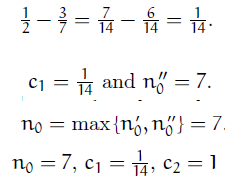 1/2 − 3/7 = 7/14 − 6/14 = 1/14.
c₁ = 1/14 and n₀″ = 7.
n₀ = max{n₀′, n₀″} = 7.
n₀ = 7, c₁ = 1/14, c₂ = 1